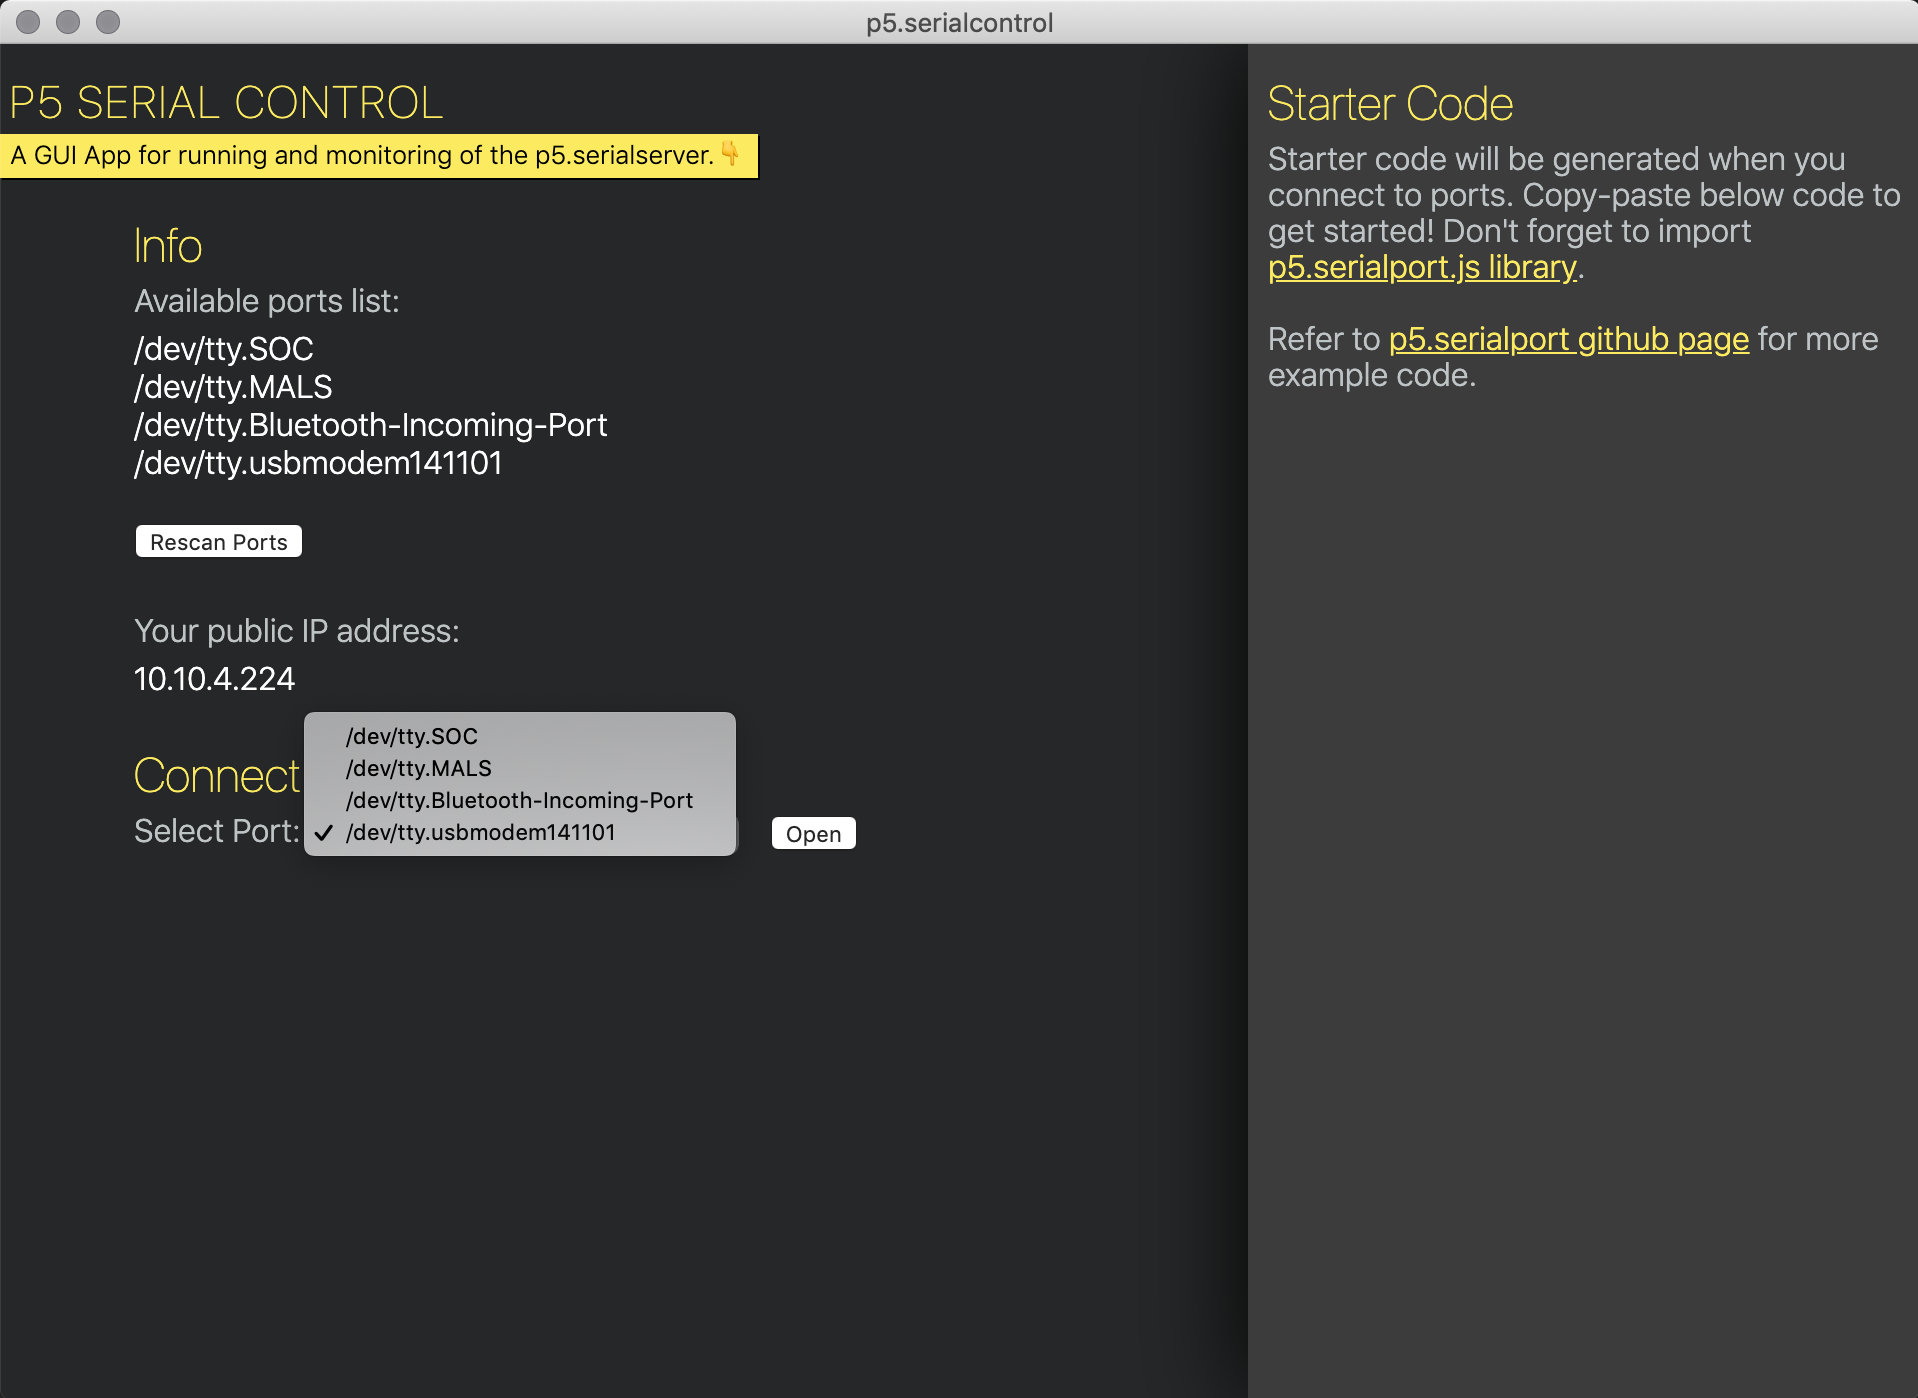 p5.serialcontrol
P5 SERIAL CONTROL
A GUI App for running and monitoring of the p5.serialserver.👇
Info
Available ports list:
/dev/tty.SOC
/dev/tty.MALS
/dev/tty.Bluetooth-Incoming-Port
/dev/tty.usbmodem141101
Rescan Ports
Your public IP address:
10.10.4.224
Connect
/dev/tty.SOC
/dev/tty.MALS
/dev/tty.Bluetooth-Incoming-Port
Select Port: ✓ /dev/tty.usbmodem141101 Open
Starter Code
Starter code will be generated when you
connect to ports. Copy-paste below code to
get started! Don't forget to import
p5.serialport.js library.
Refer to p5.serialport github page for more
example code.